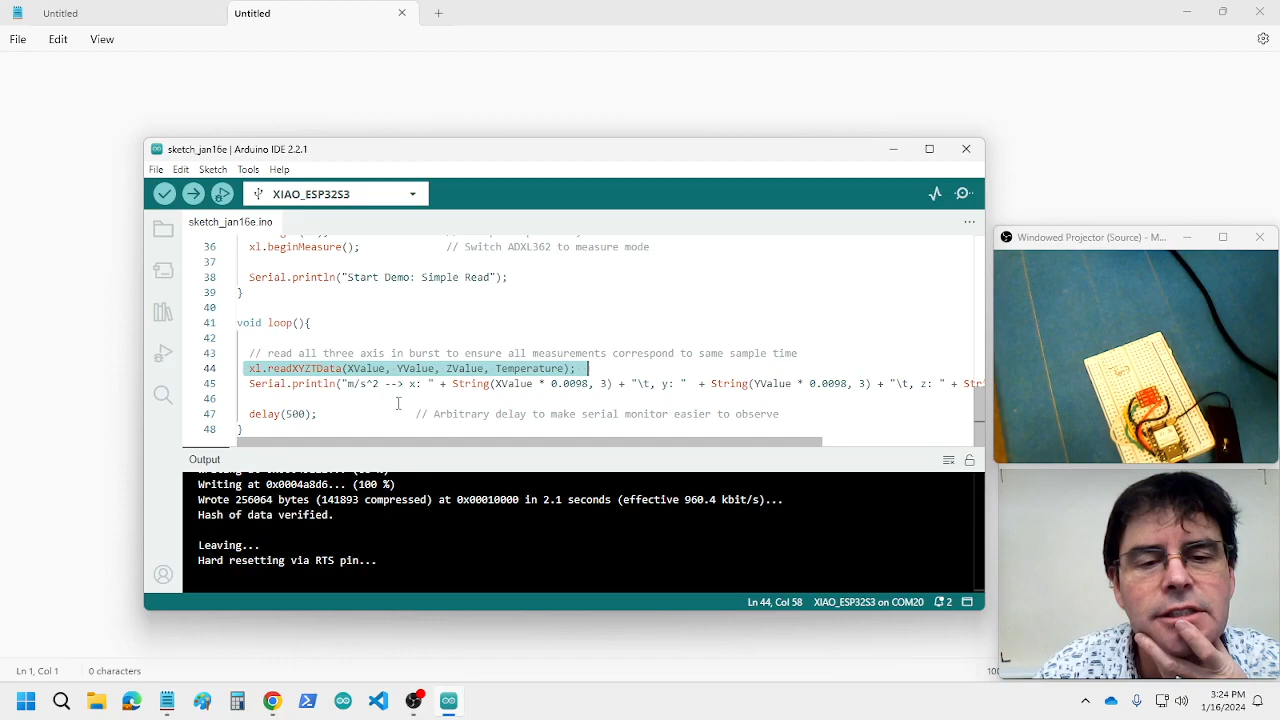 Untitled
Untitled
File Edit View
sketch_jan16e | Arduino IDE 2.2.1
File Edit Sketch Tools Help
XIAO_ESP32S3
sketch_jan16e.ino
36 xl.beginMeasure(); // Switch ADXL362 to measure mode
37
38 Serial.println("Start Demo: Simple Read");
39 }
40
41 void loop(){
42
43 // read all three axis in burst to ensure all measurements correspond to same sample time
44 xl.readXYZTData(XValue, YValue, ZValue, Temperature);
45 Serial.println("m/s^2 --> x: " + String(XValue * 0.0098, 3) + "\t, y: " + String(YValue * 0.0098, 3) + "\t, z: " + Str
46
47 delay(500); // Arbitrary delay to make serial monitor easier to observe
48 }
Output
Writing at 0x0004a8d6... (100 %)
Wrote 256064 bytes (141893 compressed) at 0x00010000 in 2.1 seconds (effective 960.4 kbit/s)...
Hash of data verified.
Leaving...
Hard resetting via RTS pin...
Ln 44, Col 58 XIAO_ESP32S3 on COM20 2
Windowed Projector (Source) - M...
Ln 1, Col 1 0 characters
3:24 PM
1/16/2024